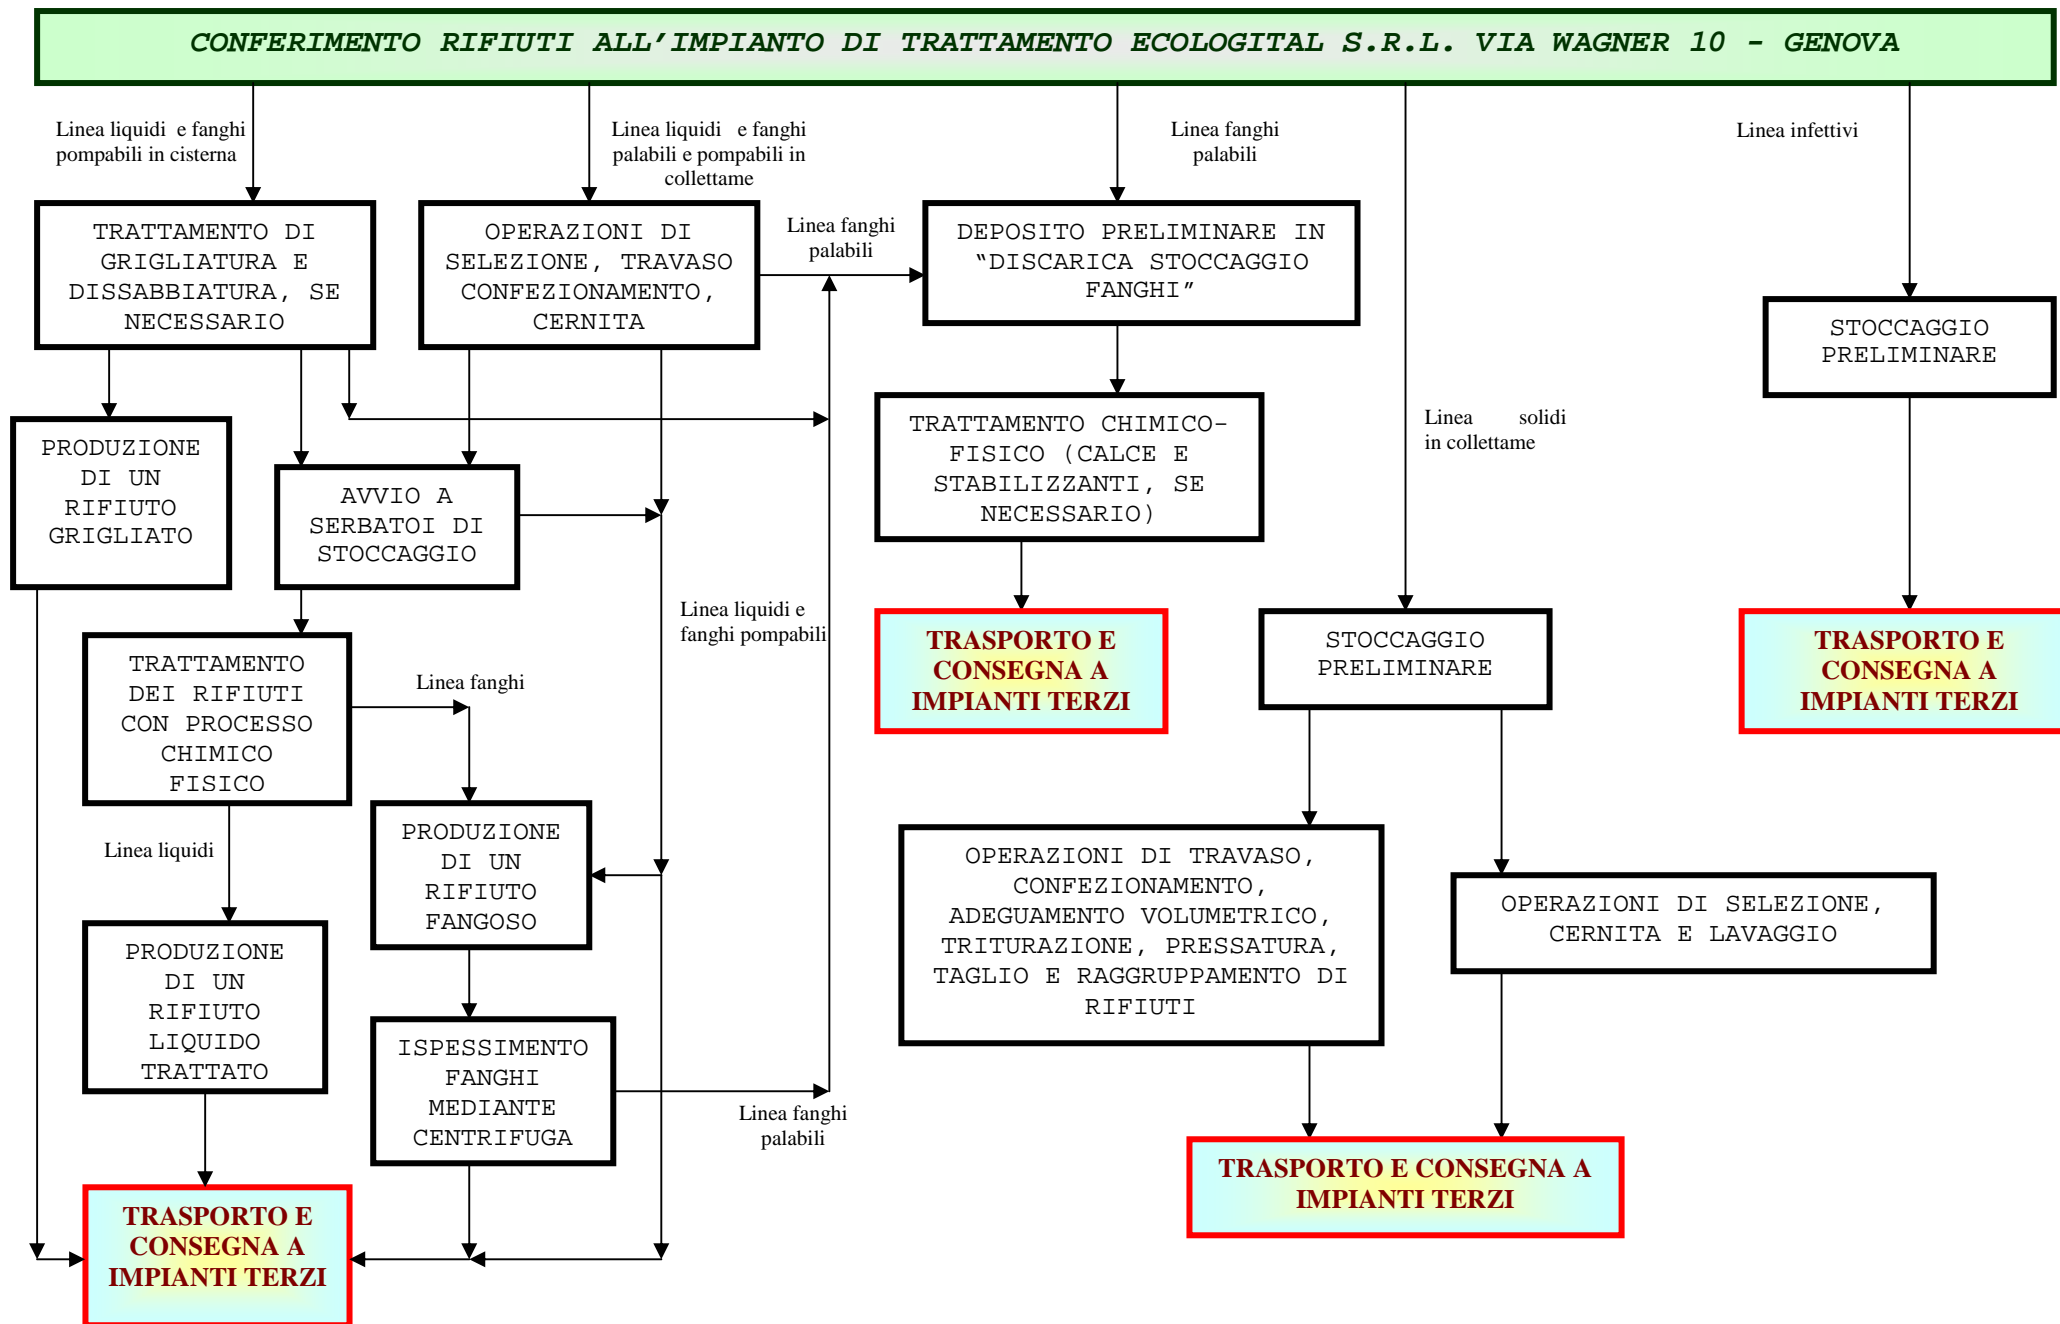 CONFERIMENTO RIFIUTI ALL'IMPIANTO DI TRATTAMENTO ECOLOGITAL S.R.L. VIA WAGNER 10 - GENOVA
Linea liquidi e fanghi
pompabili in cisterna
Linea liquidi e fanghi
palabili e pompabili in
collettame
Linea fanghi
palabili
Linea infettivi
TRATTAMENTO DI
GRIGLIATURA E
DISSABBIATURA, SE
NECESSARIO
OPERAZIONI DI
SELEZIONE, TRAVASO
CONFEZIONAMENTO,
CERNITA
Linea fanghi
palabili
DEPOSITO PRELIMINARE IN
“DISCARICA STOCCAGGIO
FANGHI”
STOCCAGGIO
PRELIMINARE
PRODUZIONE
DI UN
RIFIUTO
GRIGLIATO
AVVIO A
SERBATOI DI
STOCCAGGIO
TRATTAMENTO CHIMICO-
FISICO (CALCE E
STABILIZZANTI, SE
NECESSARIO)
Linea solidi
in collettame
Linea liquidi e
fanghi pompabili
TRATTAMENTO
DEI RIFIUTI
CON PROCESSO
CHIMICO
FISICO
Linea fanghi
TRASPORTO E
CONSEGNA A
IMPIANTI TERZI
STOCCAGGIO
PRELIMINARE
TRASPORTO E
CONSEGNA A
IMPIANTI TERZI
Linea liquidi
PRODUZIONE
DI UN
RIFIUTO
FANGOSO
OPERAZIONI DI TRAVASO,
CONFEZIONAMENTO,
ADEGUAMENTO VOLUMETRICO,
TRITURAZIONE, PRESSATURA,
TAGLIO E RAGGRUPPAMENTO DI
RIFIUTI
OPERAZIONI DI SELEZIONE,
CERNITA E LAVAGGIO
PRODUZIONE
DI UN
RIFIUTO
LIQUIDO
TRATTATO
ISPESSIMENTO
FANGHI
MEDIANTE
CENTRIFUGA
Linea fanghi
palabili
TRASPORTO E
CONSEGNA A
IMPIANTI TERZI
TRASPORTO E CONSEGNA A
IMPIANTI TERZI